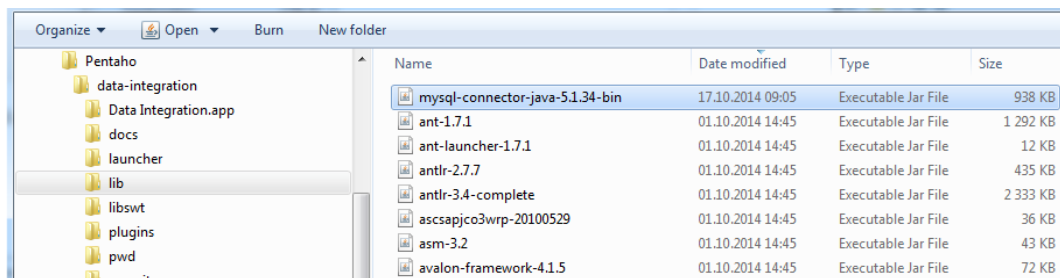 Organize Open Burn New folder
Pentaho
data-integration
Data Integration.app
docs
launcher
lib
libswt
plugins
pwd
Name Date modified Type Size
mysql-connector-java-5.1.34-bin 17.10.2014 09:05 Executable Jar File 938 KB
ant-1.7.1 01.10.2014 14:45 Executable Jar File 1 292 KB
ant-launcher-1.7.1 01.10.2014 14:45 Executable Jar File 12 KB
antlr-2.7.7 01.10.2014 14:45 Executable Jar File 435 KB
antlr-3.4-complete 01.10.2014 14:45 Executable Jar File 2 333 KB
ascsapjco3wrp-20100529 01.10.2014 14:45 Executable Jar File 36 KB
asm-3.2 01.10.2014 14:45 Executable Jar File 43 KB
avalon-framework-4.1.5 01.10.2014 14:45 Executable Jar File 72 KB